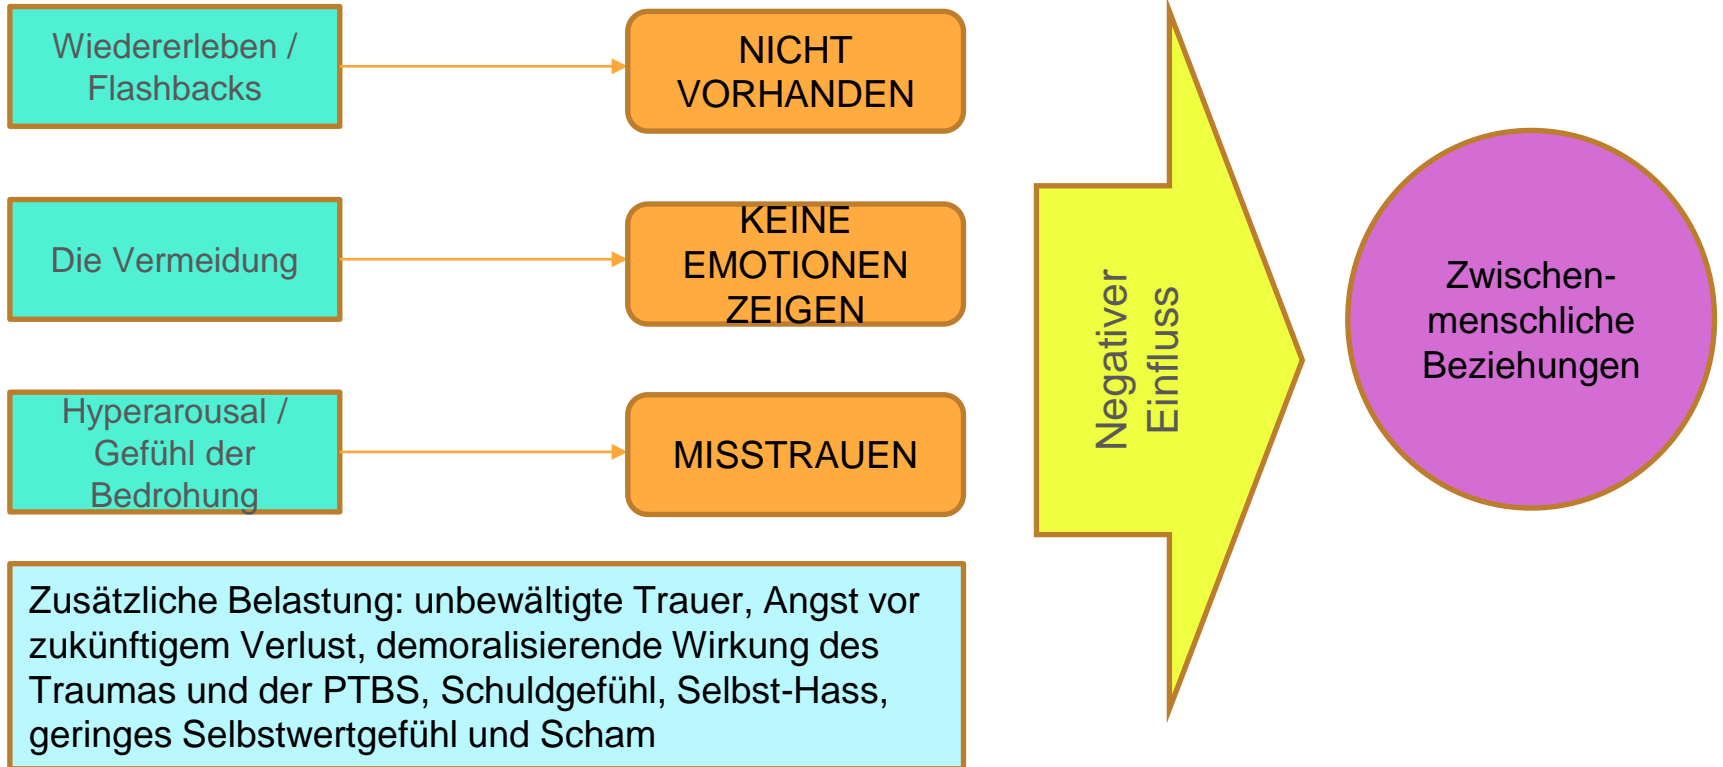 Wiedererleben /
Flashbacks
NICHT
VORHANDEN
Die Vermeidung
KEINE
EMOTIONEN
ZEIGEN
Hyperarousal /
Gefühl der
Bedrohung
MISSTRAUEN
Zusätzliche Belastung: unbewältigte Trauer, Angst vor
zukünftigem Verlust, demoralisierende Wirkung des
Traumas und der PTBS, Schuldgefühl, Selbst-Hass,
geringes Selbstwertgefühl und Scham
Negativer
Einfluss
Zwischen-
menschliche
Beziehungen